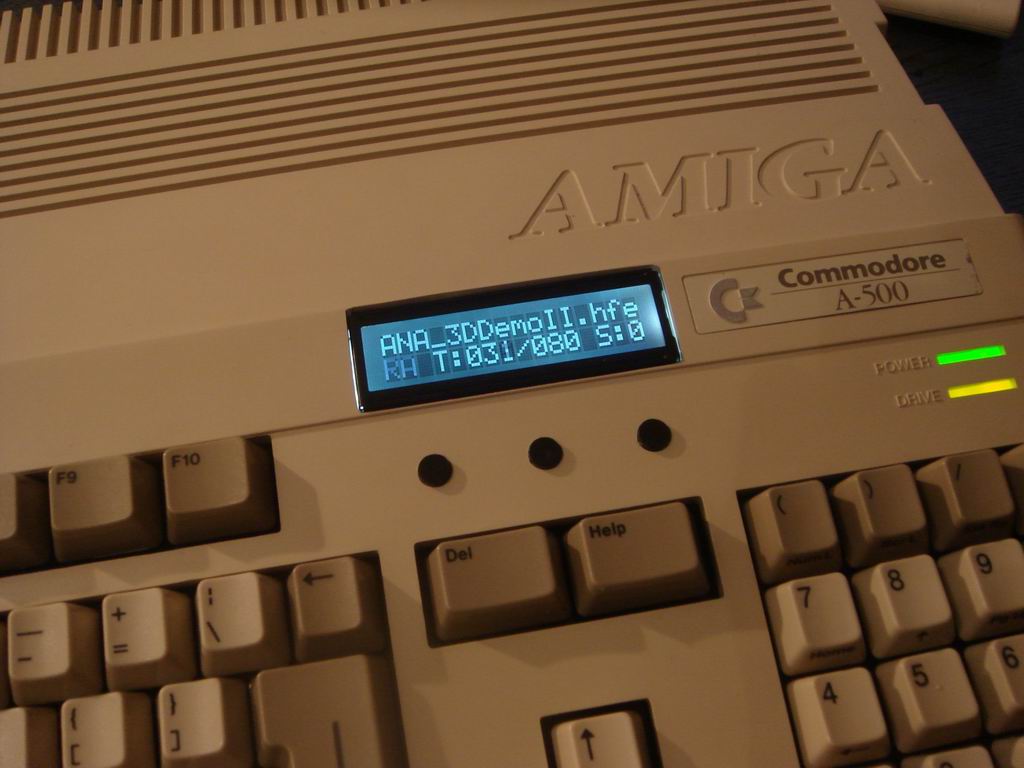 AMIGA
Commodore
A-500
ANA_3DDemoII.hfe
RH T:031/080 S:0
POWER
DRIVE
F9
F10
Del
Help
( ) /
+
=
7 8 9
Home
{
[
}
]
4 5 6